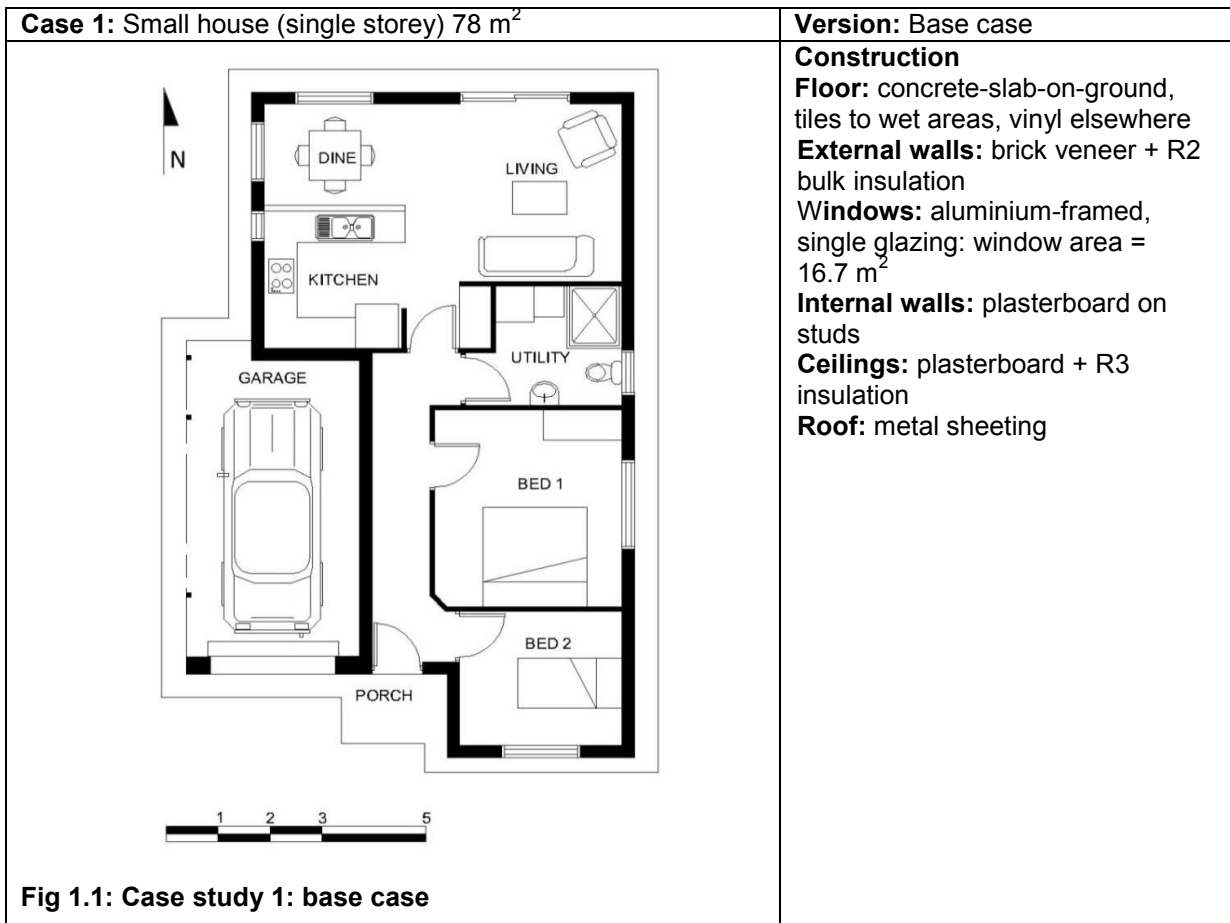 Case 1: Small house (single storey) 78 m²
Version: Base case
Construction
Floor: concrete-slab-on-ground,
tiles to wet areas, vinyl elsewhere
External walls: brick veneer + R2
bulk insulation
Windows: aluminium-framed,
single glazing: window area =
16.7 m²
Internal walls: plasterboard on
studs
Ceilings: plasterboard + R3
insulation
Roof: metal sheeting
N
DINE
LIVING
KITCHEN
UTILITY
GARAGE
BED 1
BED 2
PORCH
1 2 3 5
Fig 1.1: Case study 1: base case